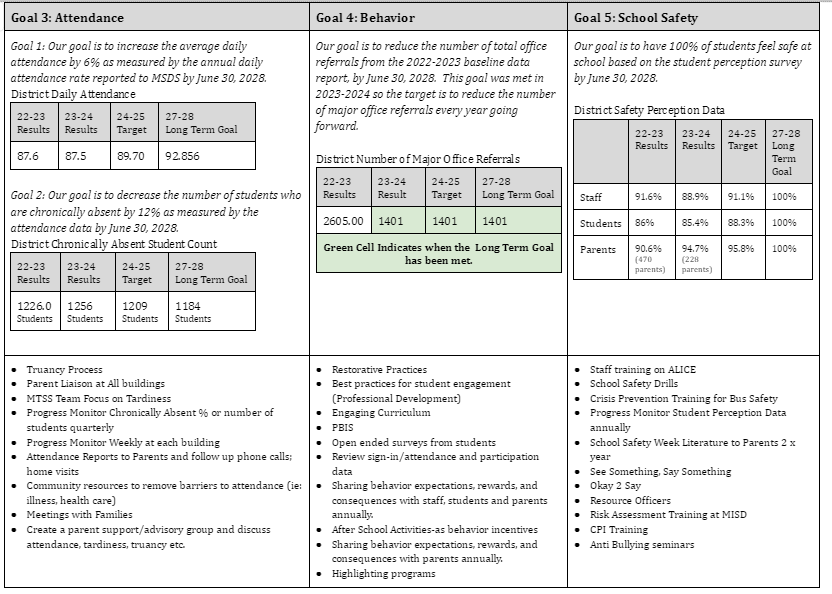 Goal 3: Attendance
Goal 1: Our goal is to increase the average daily
attendance by 6% as measured by the annual daily
attendance rate reported to MSDS by June 30, 2028.
District Daily Attendance
22-23 Results | 23-24 Results | 24-25 Target | 27-28 Long Term Goal
87.6 | 87.5 | 89.70 | 92.856
Goal 2: Our goal is to decrease the number of students who
are chronically absent by 12% as measured by the
attendance data by June 30, 2028.
District Chronically Absent Student Count
22-23 Results | 23-24 Results | 24-25 Target | 27-28 Long Term Goal
1226.0 Students | 1256 Students | 1209 Students | 1184 Students
Goal 4: Behavior
Our goal is to reduce the number of total office
referrals from the 2022-2023 baseline data
report, by June 30, 2028. This goal was met in
2023-2024 so the target is to reduce the number
of major office referrals every year going
forward.
District Number of Major Office Referrals
22-23 Results | 23-24 Result | 24-25 Target | 27-28 Long Term Goal
2605.00 | 1401 | 1401 | 1401
Green Cell Indicates when the Long Term Goal
has been met.
Goal 5: School Safety
Our goal is to have 100% of students feel safe at
school based on the student perception survey
by June 30, 2028.
District Safety Perception Data
22-23 Results | 23-24 Results | 24-25 Target | 27-28 Long Term Goal
Staff | 91.6% | 88.9% | 91.1% | 100%
Students | 86% | 85.4% | 88.3% | 100%
Parents | 90.6% (470 parents) | 94.7% (228 parents) | 95.8% | 100%
• Truancy Process
• Parent Liaison at All buildings
• MTSS Team Focus on Tardiness
• Progress Monitor Chronically Absent % or number of
students quarterly
• Progress Monitor Weekly at each building
• Attendance Reports to Parents and follow up phone calls;
home visits
• Community resources to remove barriers to attendance (ie:
illness, health care)
• Meetings with Families
• Create a parent support/advisory group and discuss
attendance, tardiness, truancy etc.
• Restorative Practices
• Best practices for student engagement
(Professional Development)
• Engaging Curriculum
• PBIS
• Open ended surveys from students
• Review sign-in/attendance and participation
data
• Sharing behavior expectations, rewards, and
consequences with staff, students and parents
annually.
• After School Activities-as behavior incentives
• Sharing behavior expectations, rewards, and
consequences with parents annually.
• Highlighting programs
• Staff training on ALICE
• School Safety Drills
• Crisis Prevention Training for Bus Safety
• Progress Monitor Student Perception Data
annually
• School Safety Week Literature to Parents 2 x
year
• See Something, Say Something
• Okay 2 Say
• Resource Officers
• Risk Assessment Training at MISD
• CPI Training
• Anti Bullying seminars